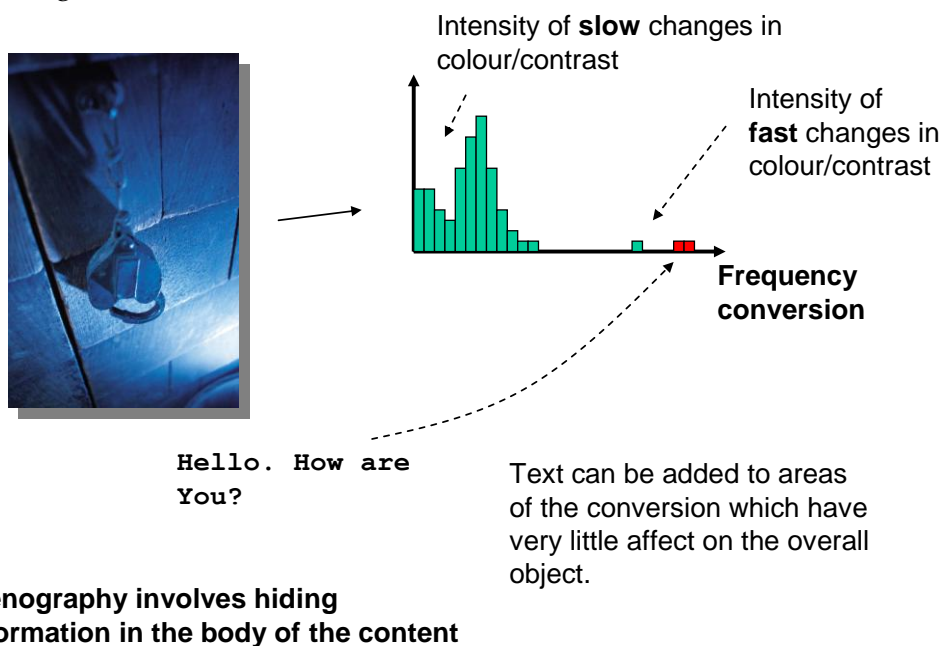 Intensity of slow changes in
colour/contrast
Intensity of
fast changes in
colour/contrast
Frequency
conversion
Hello. How are
You?
Text can be added to areas
of the conversion which have
very little affect on the overall
object.
enography involves hiding
ormation in the body of the content